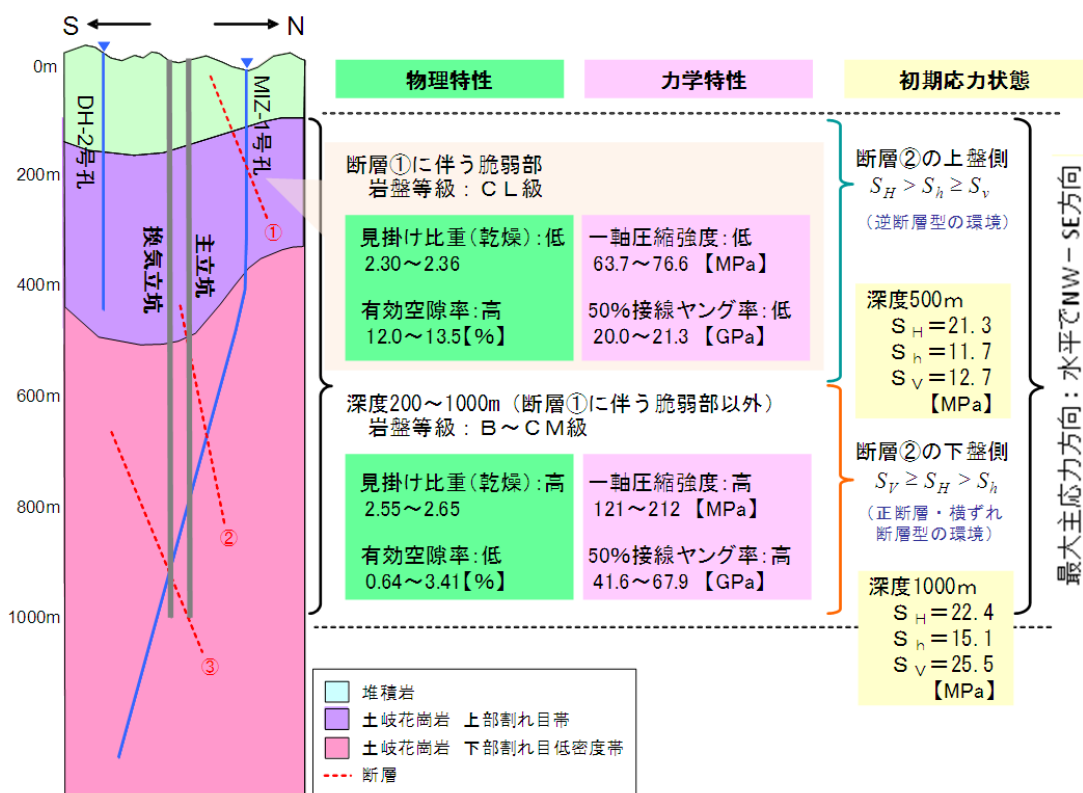 S
N
0m
200m
400m
600m
800m
1000m
DH-2号孔
MIZ-1号孔
換気立坑
主立坑
①
②
③
物理特性
力学特性
初期応力状態
断層①に伴う脆弱部
岩盤等級:CL級
見掛け比重(乾燥):低
2.30~2.36
有効空隙率:高
12.0~13.5【%】
一軸圧縮強度:低
63.7~76.6 【MPa】
50%接線ヤング率:低
20.0~21.3 【GPa】
深度200~1000m (断層①に伴う脆弱部以外)
岩盤等級:B~CM級
見掛け比重(乾燥):高
2.55~2.65
有効空隙率:低
0.64~3.41【%】
一軸圧縮強度:高
121~212 【MPa】
50%接線ヤング率:高
41.6~67.9 【GPa】
断層②の上盤側
SH > Sh ≥ Sv
(逆断層型の環境)
深度500m
SH=21.3
Sh=11.7
SV=12.7
【MPa】
断層②の下盤側
SV ≥ SH > Sh
(正断層・横ずれ
断層型の環境)
深度1000m
SH=22.4
Sh=15.1
SV=25.5
【MPa】
最大主応力方向:水平でNW-SE方向
堆積岩
土岐花崗岩 上部割れ目帯
土岐花崗岩 下部割れ目低密度帯
断層